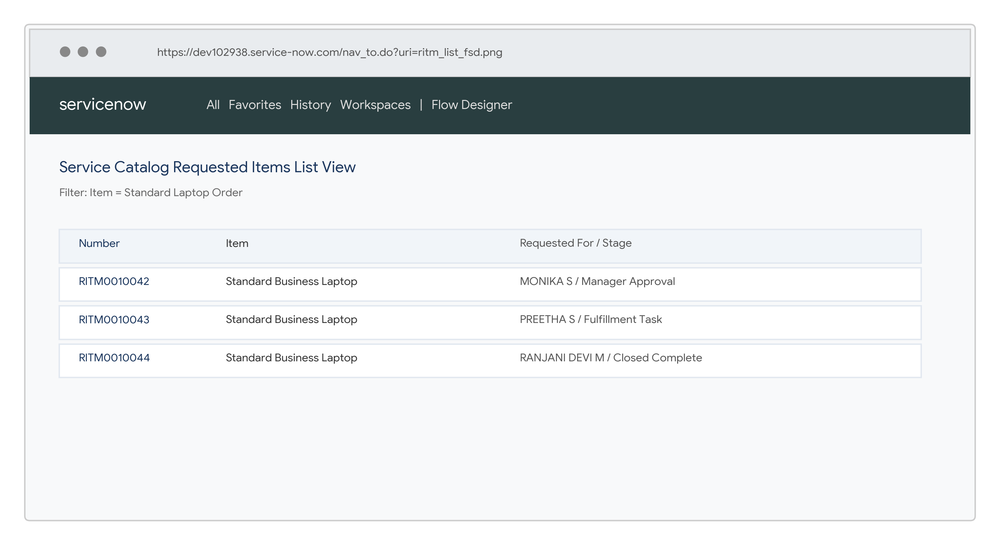 https://dev102938.service-now.com/nav_to.do?uri=ritm_list_fsd.png
servicenow All Favorites History Workspaces | Flow Designer
Service Catalog Requested Items List View
Filter: Item = Standard Laptop Order
Number Item Requested For / Stage
RITM0010042 Standard Business Laptop MONIKA S / Manager Approval
RITM0010043 Standard Business Laptop PREETHA S / Fulfillment Task
RITM0010044 Standard Business Laptop RANJANI DEVI M / Closed Complete